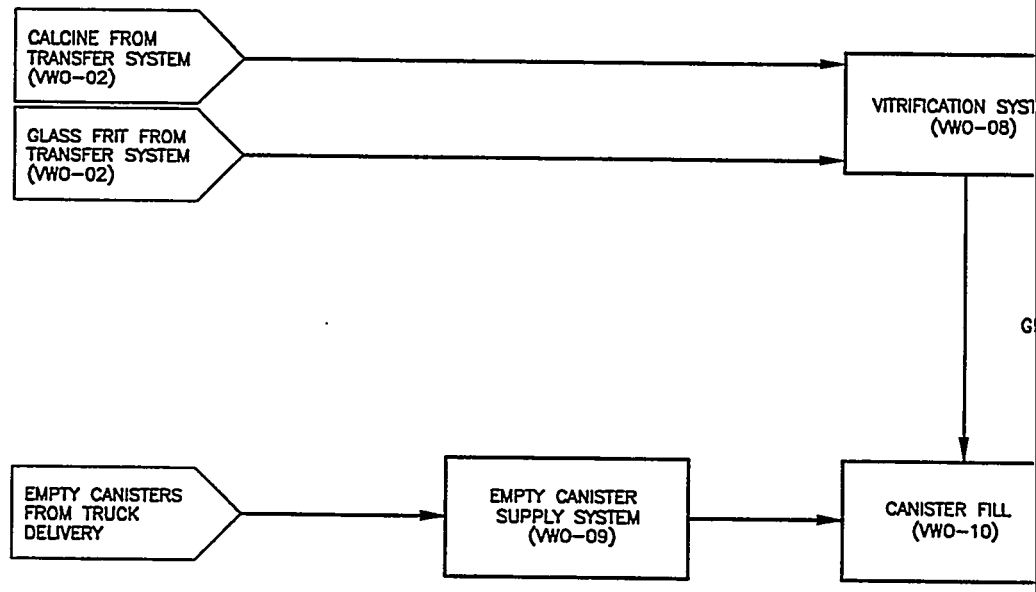 CALCINE FROM
TRANSFER SYSTEM
(VWO-02)
GLASS FRIT FROM
TRANSFER SYSTEM
(VWO-02)
VITRIFICATION
(VWO-08)
EMPTY CANISTERS
FROM TRUCK
DELIVERY
EMPTY CANISTER
SUPPLY SYSTEM
(VWO-09)
CANISTER FILL
(VWO-10)